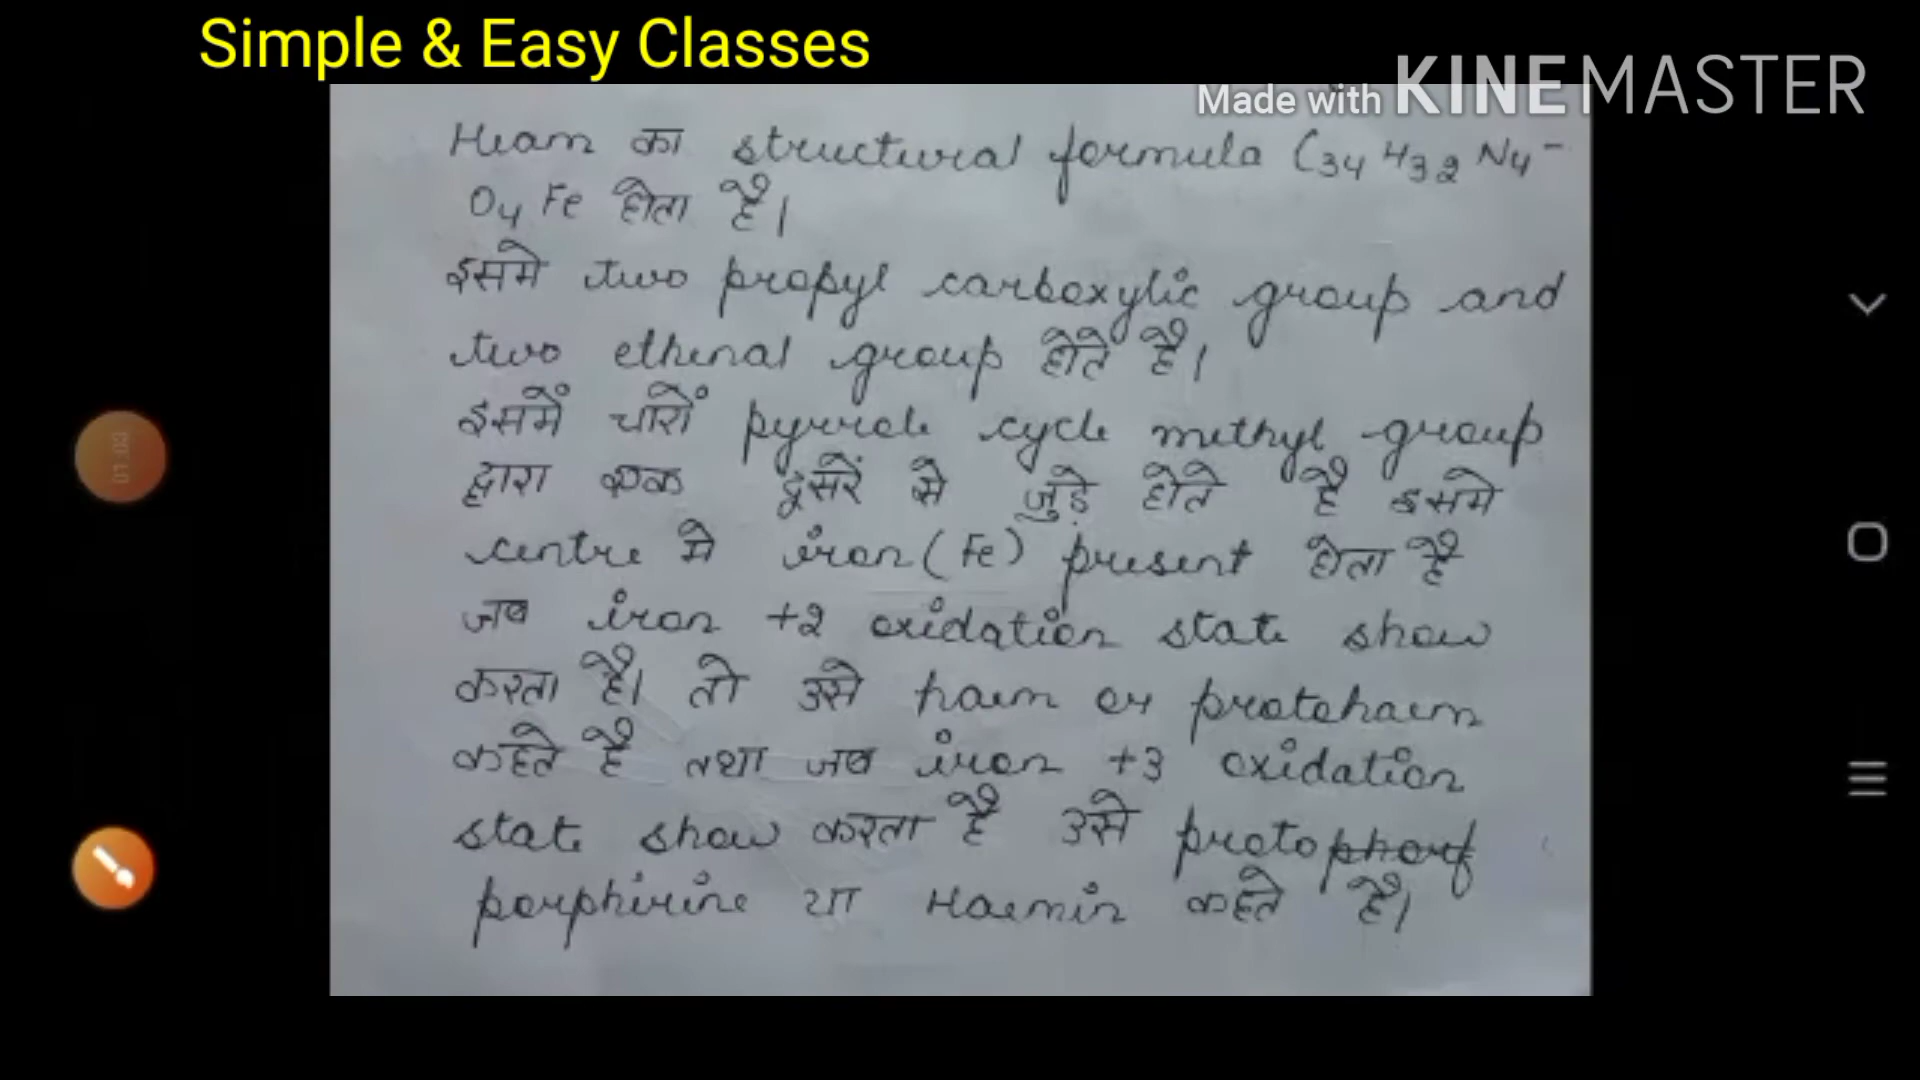 Simple & Easy Classes
Made with KINEMASTER
Heam का structural formula C34 H32 N4 -
O4 Fe होता है।
इसमे two propyl carboxylic group and
two ethenal group होते है।
इसमें चारों pyrrole cycle methyl group
द्वारा एक दुसरें से जुड़े होते है इसमे
centre मे iron (Fe) present होता है
जब iron +2 oxidation state show
करता है। तो उसे haem or protohaem
कहते है तथा जब iron +3 oxidation
state show करता है उसे proto
porphirine या Haemin कहते है।